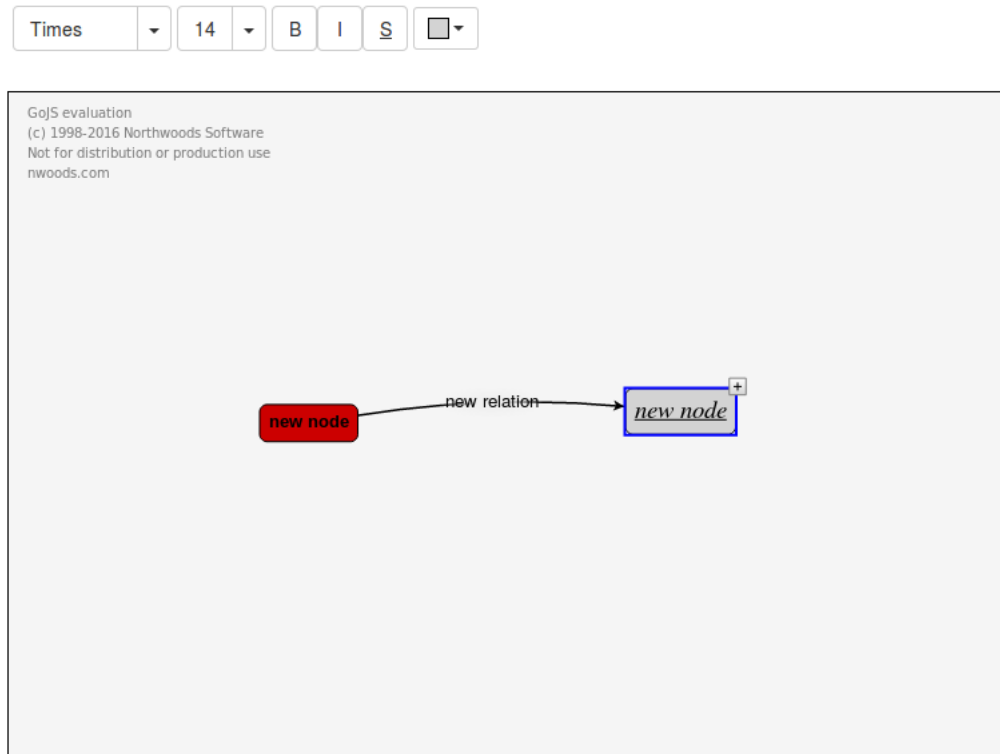 Times 14 B I S
GoJS evaluation
(c) 1998-2016 Northwoods Software
Not for distribution or production use
nwoods.com
new node
new relation
new node